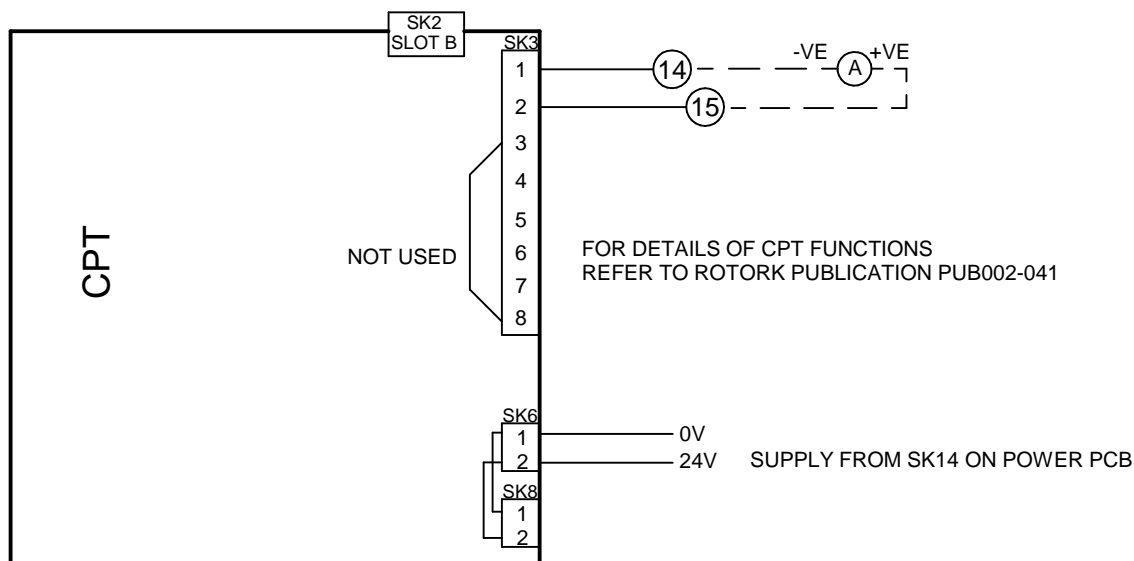 SK2
SLOT B
SK3
1
2
3
4
5
6
7
8
14
15
-VE
A
+VE
CPT
NOT USED
FOR DETAILS OF CPT FUNCTIONS
REFER TO ROTORK PUBLICATION PUB002-041
SK6
1
2
0V
24V
SUPPLY FROM SK14 ON POWER PCB
SK8
1
2